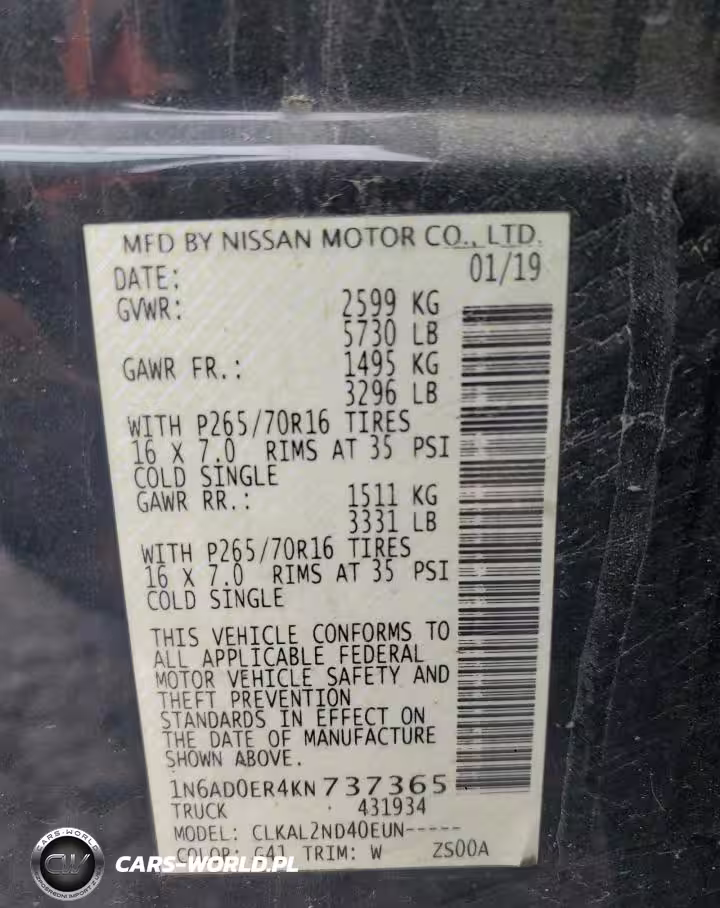 MFD BY NISSAN MOTOR CO., LTD.
DATE: 01/19
GVWR: 2599 KG
5730 LB
GAWR FR.: 1495 KG
3296 LB
WITH P265/70R16 TIRES
16 X 7.0 RIMS AT 35 PSI
COLD SINGLE
GAWR RR.: 1511 KG
3331 LB
WITH P265/70R16 TIRES
16 X 7.0 RIMS AT 35 PSI
COLD SINGLE
THIS VEHICLE CONFORMS TO
ALL APPLICABLE FEDERAL
MOTOR VEHICLE SAFETY AND
THEFT PREVENTION
STANDARDS IN EFFECT ON
THE DATE OF MANUFACTURE
SHOWN ABOVE.
1N6AD0ER4KN737365
TRUCK 431934
MODEL: CLKAL2ND40EUN-----
COLOR: G41 TRIM: W ZS00A
CARS-WORLD.PL
CARS-WORLD
CW